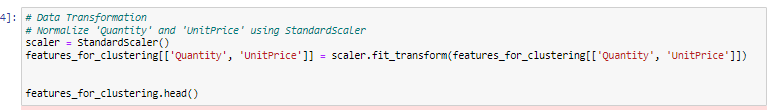 4]: # Data Transformation
# Normalize 'Quantity' and 'UnitPrice' using StandardScaler
scaler = StandardScaler()
features_for_clustering[['Quantity', 'UnitPrice']] = scaler.fit_transform(features_for_clustering[['Quantity', 'UnitPrice']])
features_for_clustering.head()